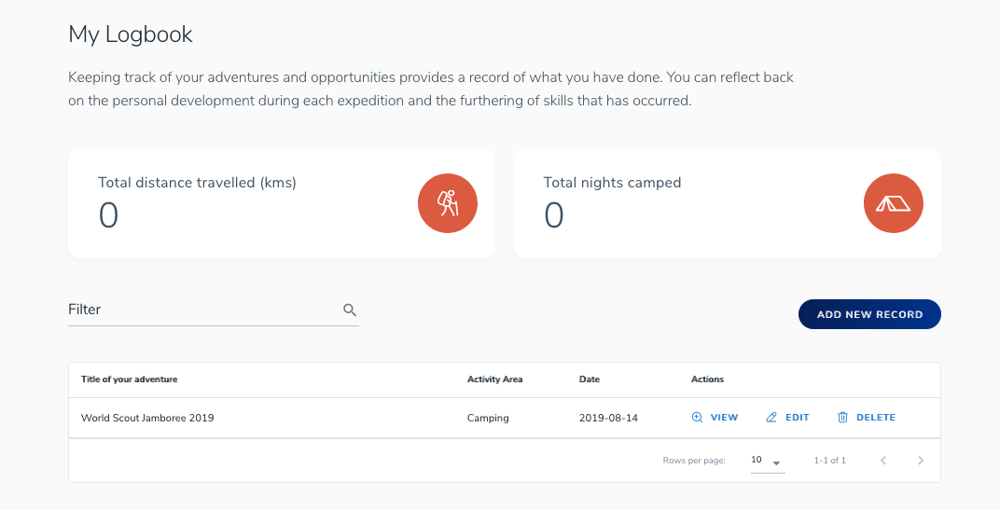 My Logbook
Keeping track of your adventures and opportunities provides a record of what you have done. You can reflect back
on the personal development during each expedition and the furthering of skills that has occurred.
Total distance travelled (kms)
0
Total nights camped
0
Filter
ADD NEW RECORD
Title of your adventure Activity Area Date Actions
World Scout Jamboree 2019 Camping 2019-08-14 VIEW EDIT DELETE
Rows per page: 10 1-1 of 1